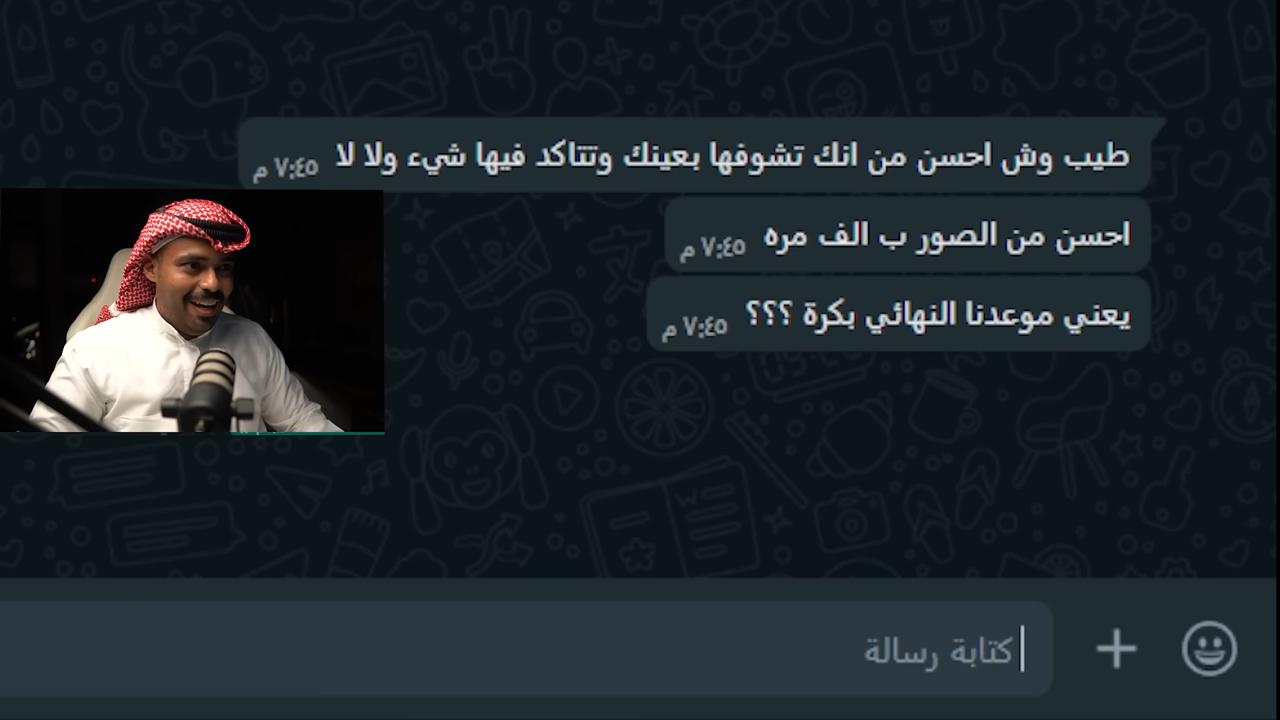 طيب وش احسن من انك تشوفها بعينك وتتاكد فيها شيء ولا لا ٧:٤٥ م
احسن من الصور ب الف مره ٧:٤٥ م
يعني موعدنا النهائي بكرة ؟؟؟ ٧:٤٥ م
كتابة رسالة